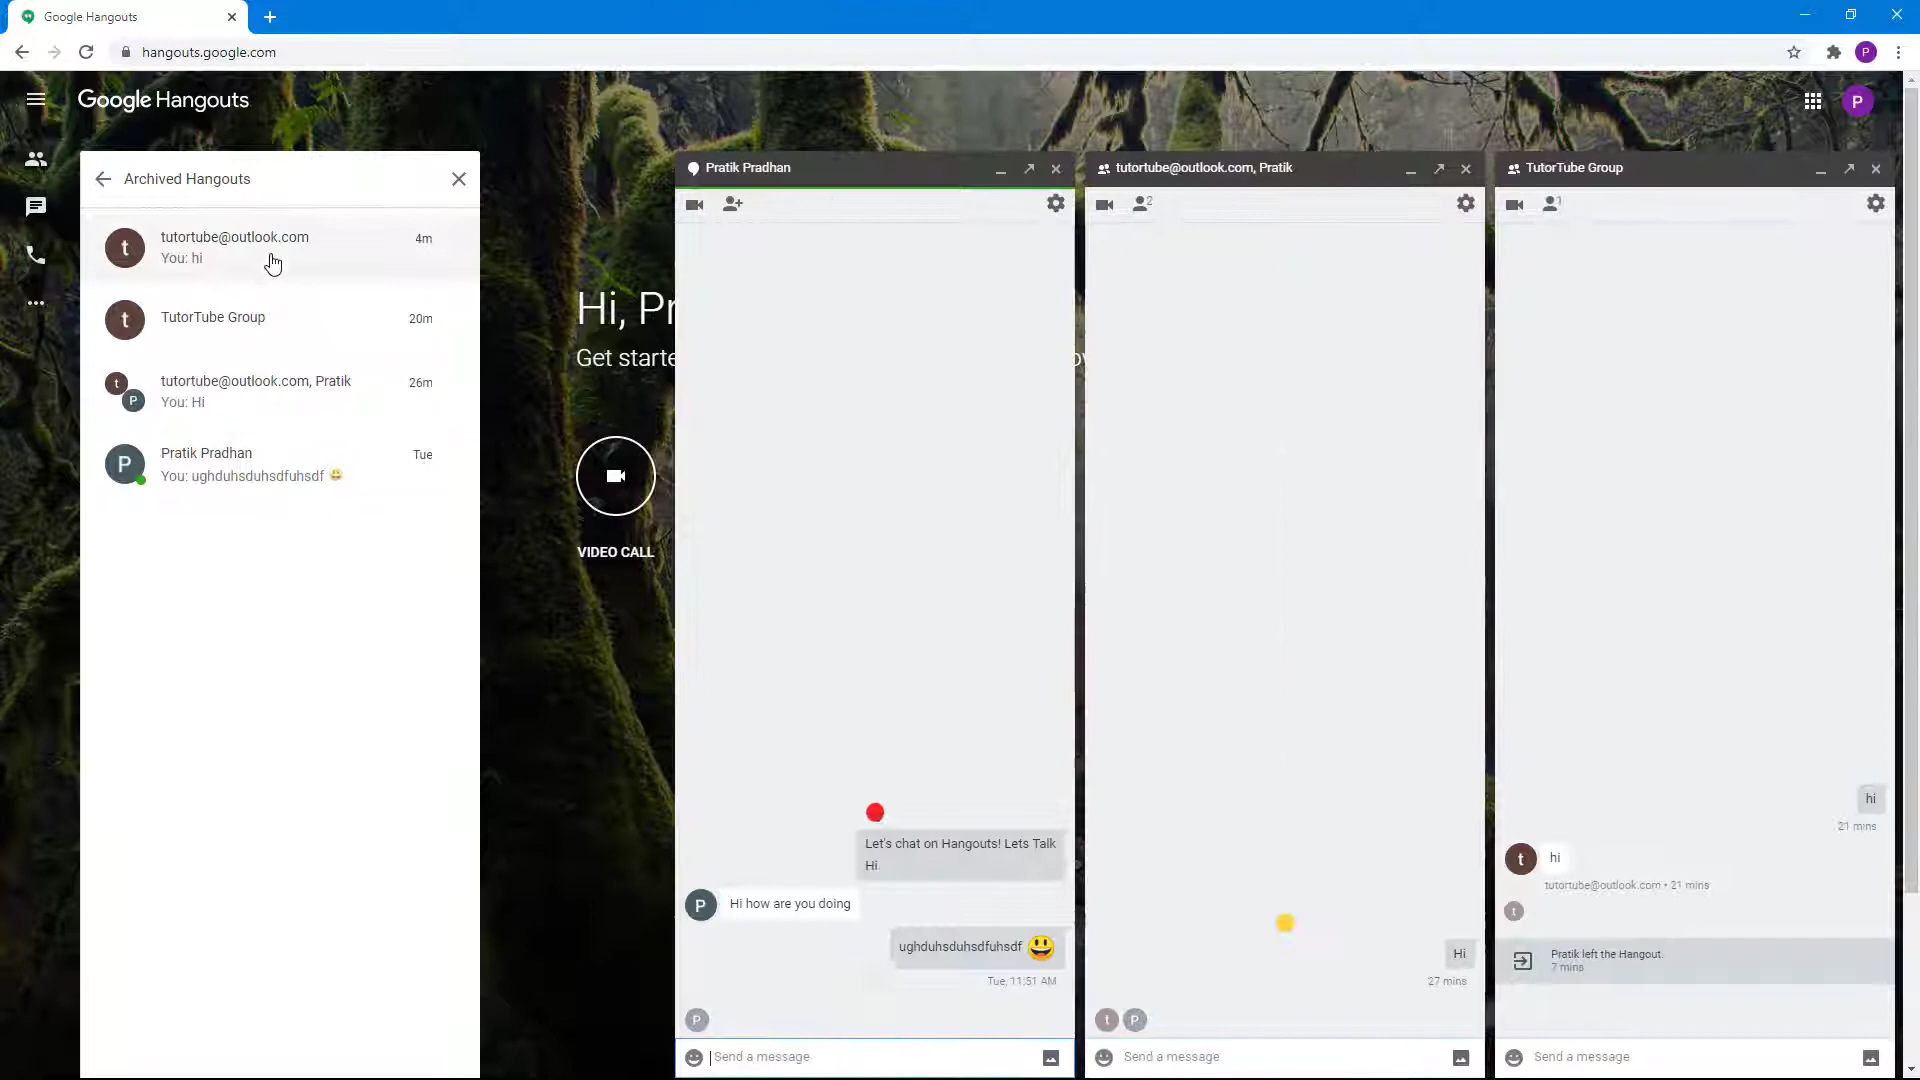 Google Hangouts
hangouts.google.com
P
Google Hangouts
P
Archived Hangouts
t
tutortube@outlook.com
4m
You: hi
t
TutorTube Group
20m
t
P
tutortube@outlook.com, Pratik
26m
You: Hi
P
Pratik Pradhan
Tue
You: ughduhsduhsdfuhsdf 😃
Hi, Pr
Get starte
VIDEO CALL
Pratik Pradhan
Let's chat on Hangouts! Lets Talk
Hi
P
Hi how are you doing
ughduhsduhsdfuhsdf 😃
Tue, 11:51 AM
P
Send a message
tutortube@outlook.com, Pratik
2
Hi
27 mins
t
P
Send a message
TutorTube Group
1
hi
21 mins
t
hi
tutortube@outlook.com • 21 mins
t
Pratik left the Hangout.
7 mins
Send a message